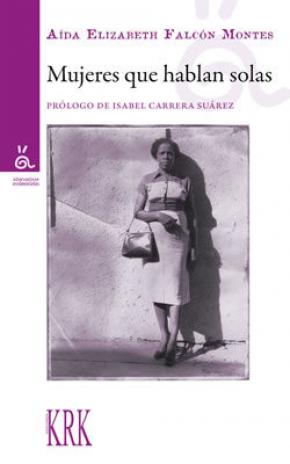 Aída Elizabeth Falcón Montes
Mujeres que hablan solas
PRÓLOGO DE ISABEL CARRERA SUÁREZ
KRK